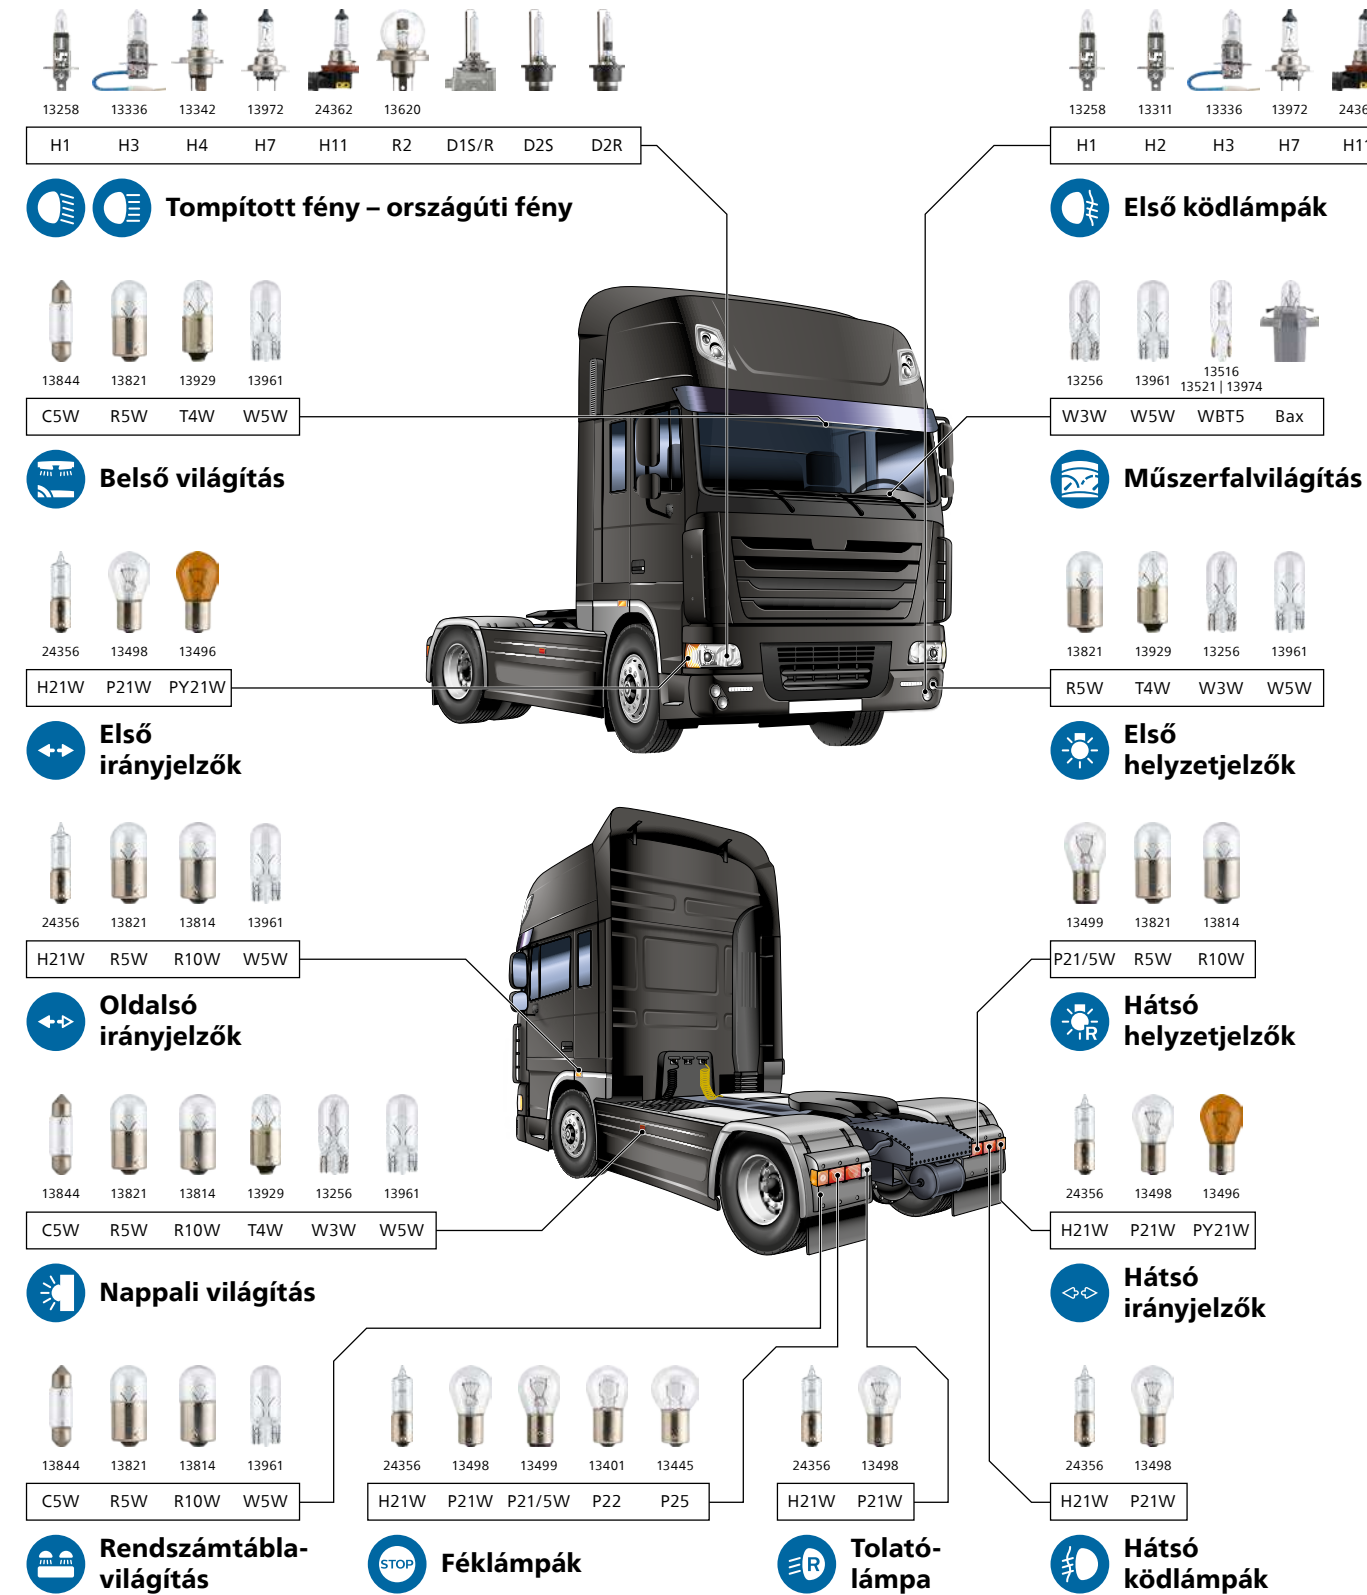 13258 13336 13342 13972 24362 13620
H1 H3 H4 H7 H11 R2 D1S/R D2S D2R
Tompított fény – országúti fény
13258 13311 13336 13972
H1 H2 H3 H7
Első ködlámpák
13844 13821 13929 13961
C5W R5W T4W W5W
Belső világítás
13256 13961 13516
13521 | 13974
W3W W5W WBT5 Bax
Műszerfalvilágítás
24356 13498 13496
H21W P21W PY21W
Első
irányjelzők
13821 13929 13256 13961
R5W T4W W3W W5W
Első
helyzetjelzők
24356 13821 13814 13961
H21W R5W R10W W5W
Oldalsó
irányjelzők
13499 13821 13814
P21/5W R5W R10W
R
Hátsó
helyzetjelzők
13844 13821 13814 13929 13256 13961
C5W R5W R10W T4W W3W W5W
Nappali világítás
24356 13498 13496
H21W P21W PY21W
Hátsó
irányjelzők
13844 13821 13814 13961
C5W R5W R10W W5W
Rendszámtábla-
világítás
24356 13498 13499 13401 13445
H21W P21W P21/5W P22 P25
STOP
Féklámpák
24356 13498
H21W P21W
R
Tolató-
lámpa
24356 13498
H21W P21W
Hátsó
ködlámpák